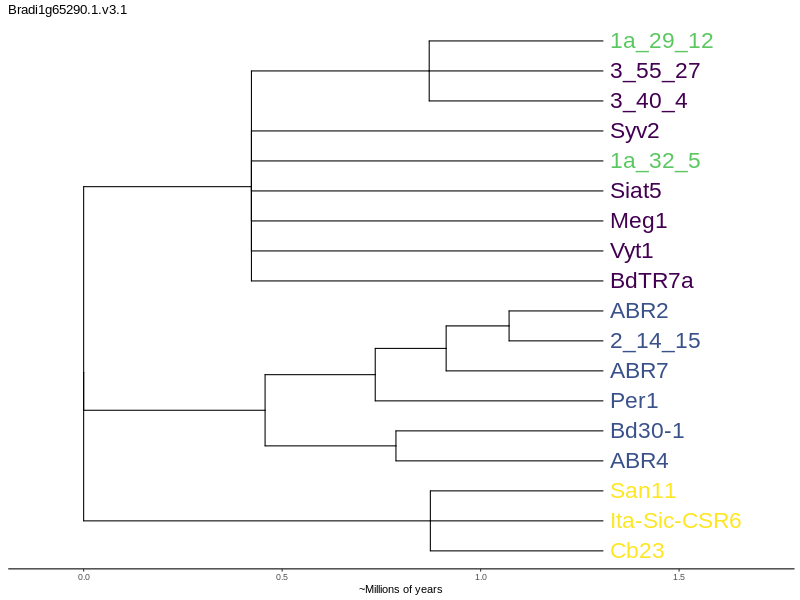 Bradi1g65290.1.v3.1
1a_29_12
3_55_27
3_40_4
Syv2
1a_32_5
Siat5
Meg1
Vyt1
BdTR7a
ABR2
2_14_15
ABR7
Per1
Bd30-1
ABR4
San11
Ita-Sic-CSR6
Cb23
0.0 0.5 1.0 1.5
~Millions of years